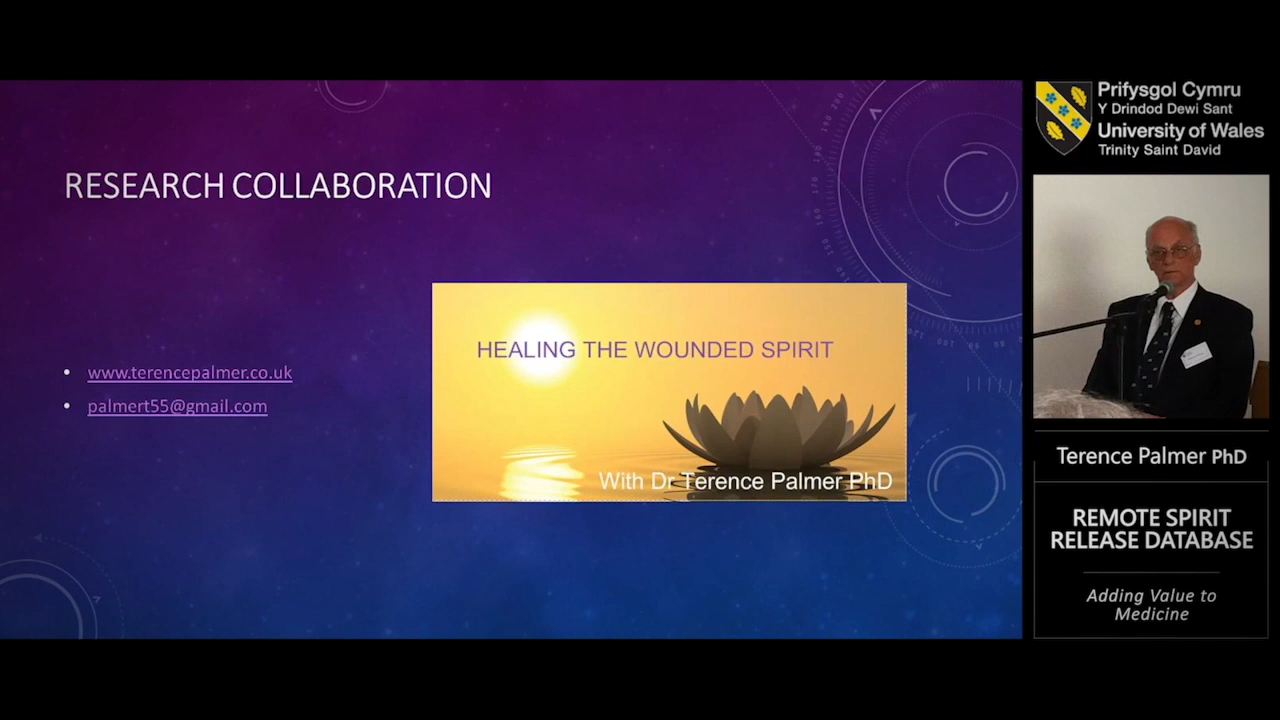 RESEARCH COLLABORATION
www.terencepalmer.co.uk
palmert55@gmail.com
HEALING THE WOUNDED SPIRIT
With Dr Terence Palmer PhD
Prifysgol Cymru
Y Drindod Dewi Sant
University of Wales
Trinity Saint David
Terence Palmer PhD
REMOTE SPIRIT
RELEASE DATABASE
Adding Value to
Medicine